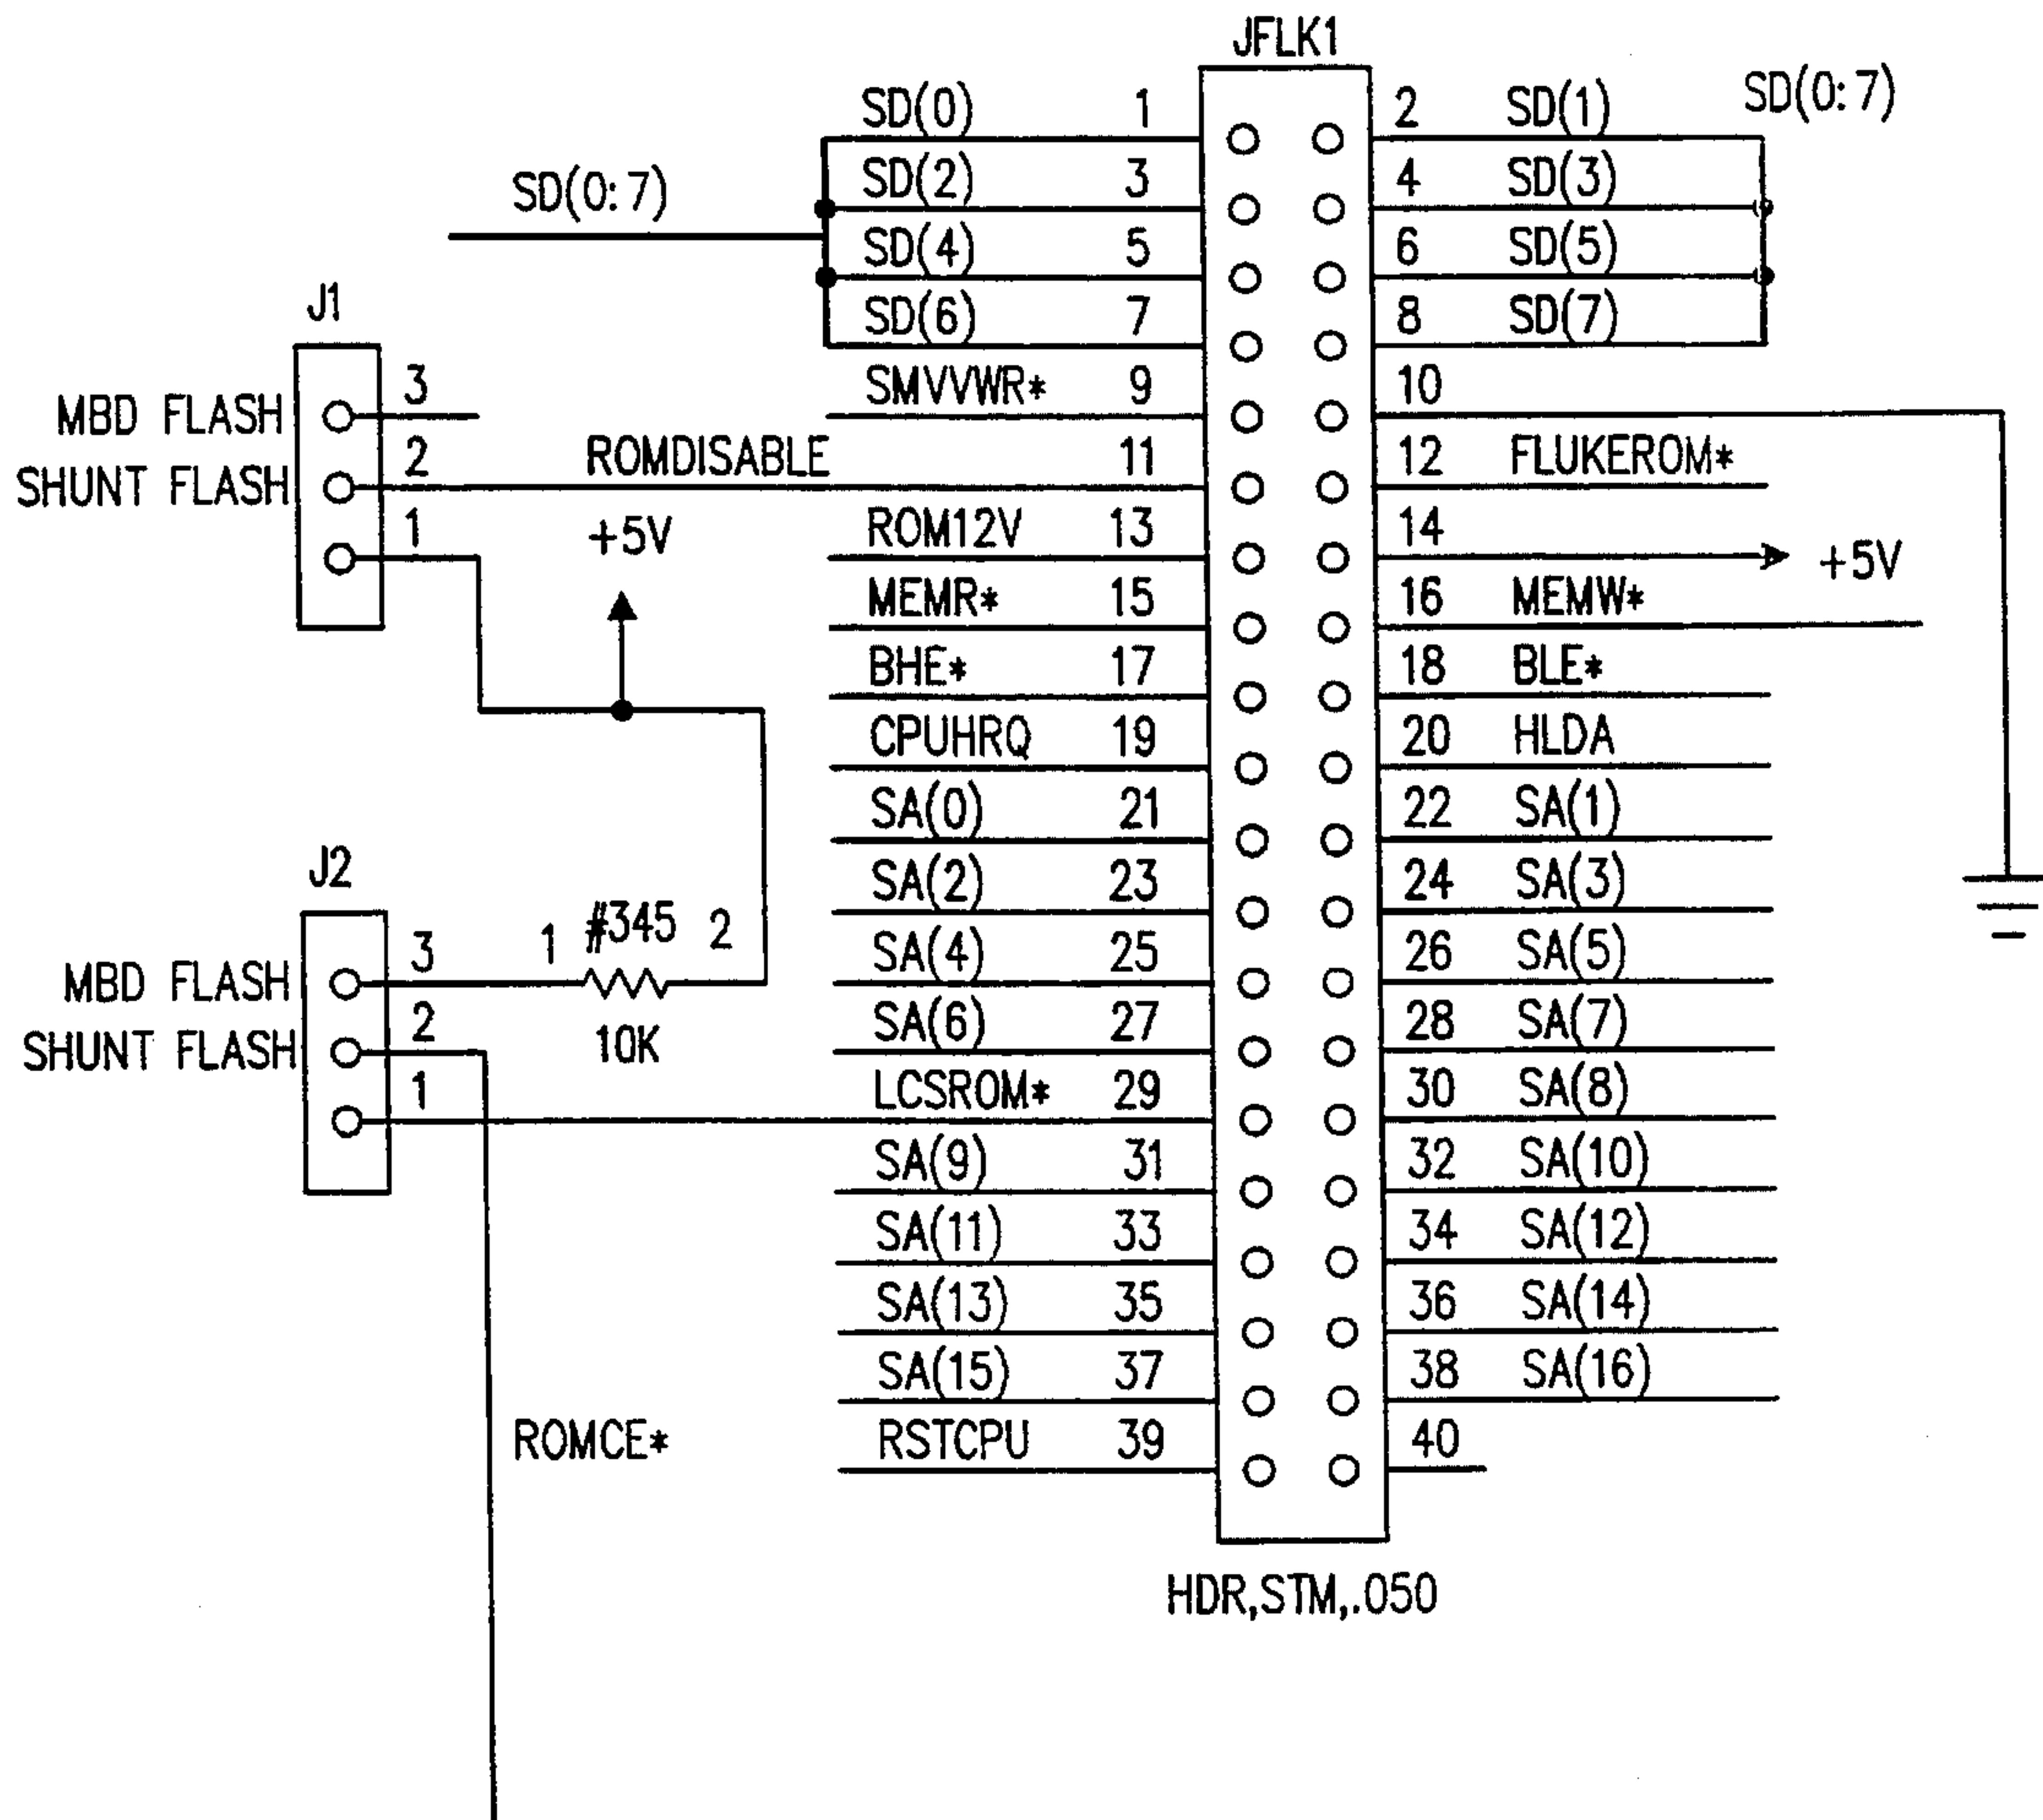 JFLK1
SD(0) 1 2 SD(1) SD(0:7)
SD(0:7) SD(2) 3 4 SD(3)
SD(4) 5 6 SD(5)
J1 SD(6) 7 8 SD(7)
MBD FLASH 3 SMVVWR* 9 10
SHUNT FLASH 2 ROMDISABLE 11 12 FLUKEROM*
1 +5V ROM12V 13 14 +5V
MEMR* 15 16 MEMW*
BHE* 17 18 BLE*
CPUHRQ 19 20 HLDA
SA(0) 21 22 SA(1)
J2 SA(2) 23 24 SA(3)
MBD FLASH 3 1 #345 2 SA(4) 25 26 SA(5)
SHUNT FLASH 2 10K SA(6) 27 28 SA(7)
1 LCSROM* 29 30 SA(8)
SA(9) 31 32 SA(10)
SA(11) 33 34 SA(12)
SA(13) 35 36 SA(14)
SA(15) 37 38 SA(16)
ROMCE* RSTCPU 39 40
HDR,STM,.050